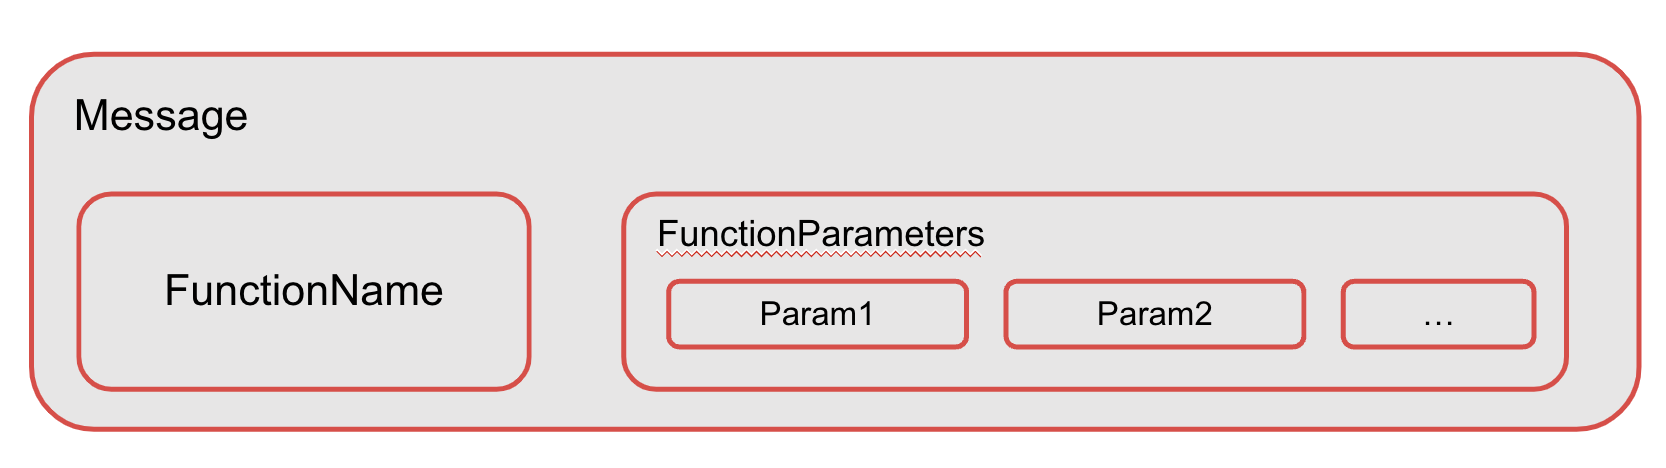 Message
FunctionName
FunctionParameters
Param1
Param2
...